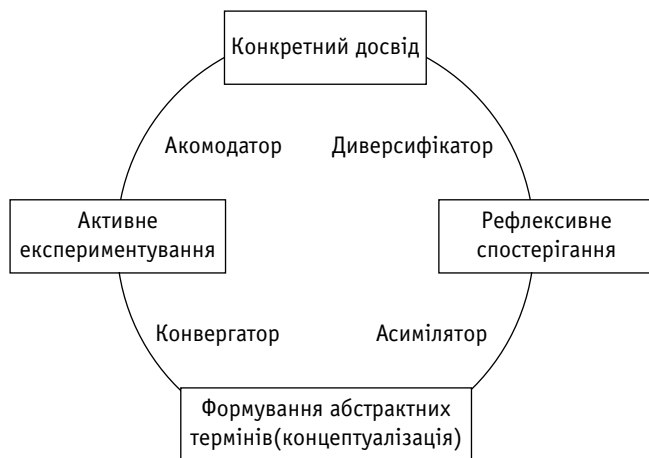 Конкретний досвід
Акомодатор
Диверсифікатор
Активне
експериментування
Рефлексивне
спостерігання
Конвергатор
Асимілятор
Формування абстрактних
термінів(концептуалізація)